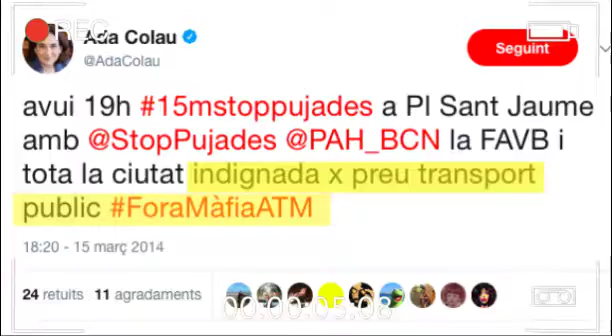 REC
Ada Colau
@AdaColau
Seguint
avui 19h #15mstoppujades a Pl Sant Jaume
amb @StopPujades @PAH_BCN la FAVB i
tota la ciutat indignada x preu transport
public #ForaMàfiaATM
18:20 - 15 març 2014
24 retuits 11 agradaments
00:00:05:08